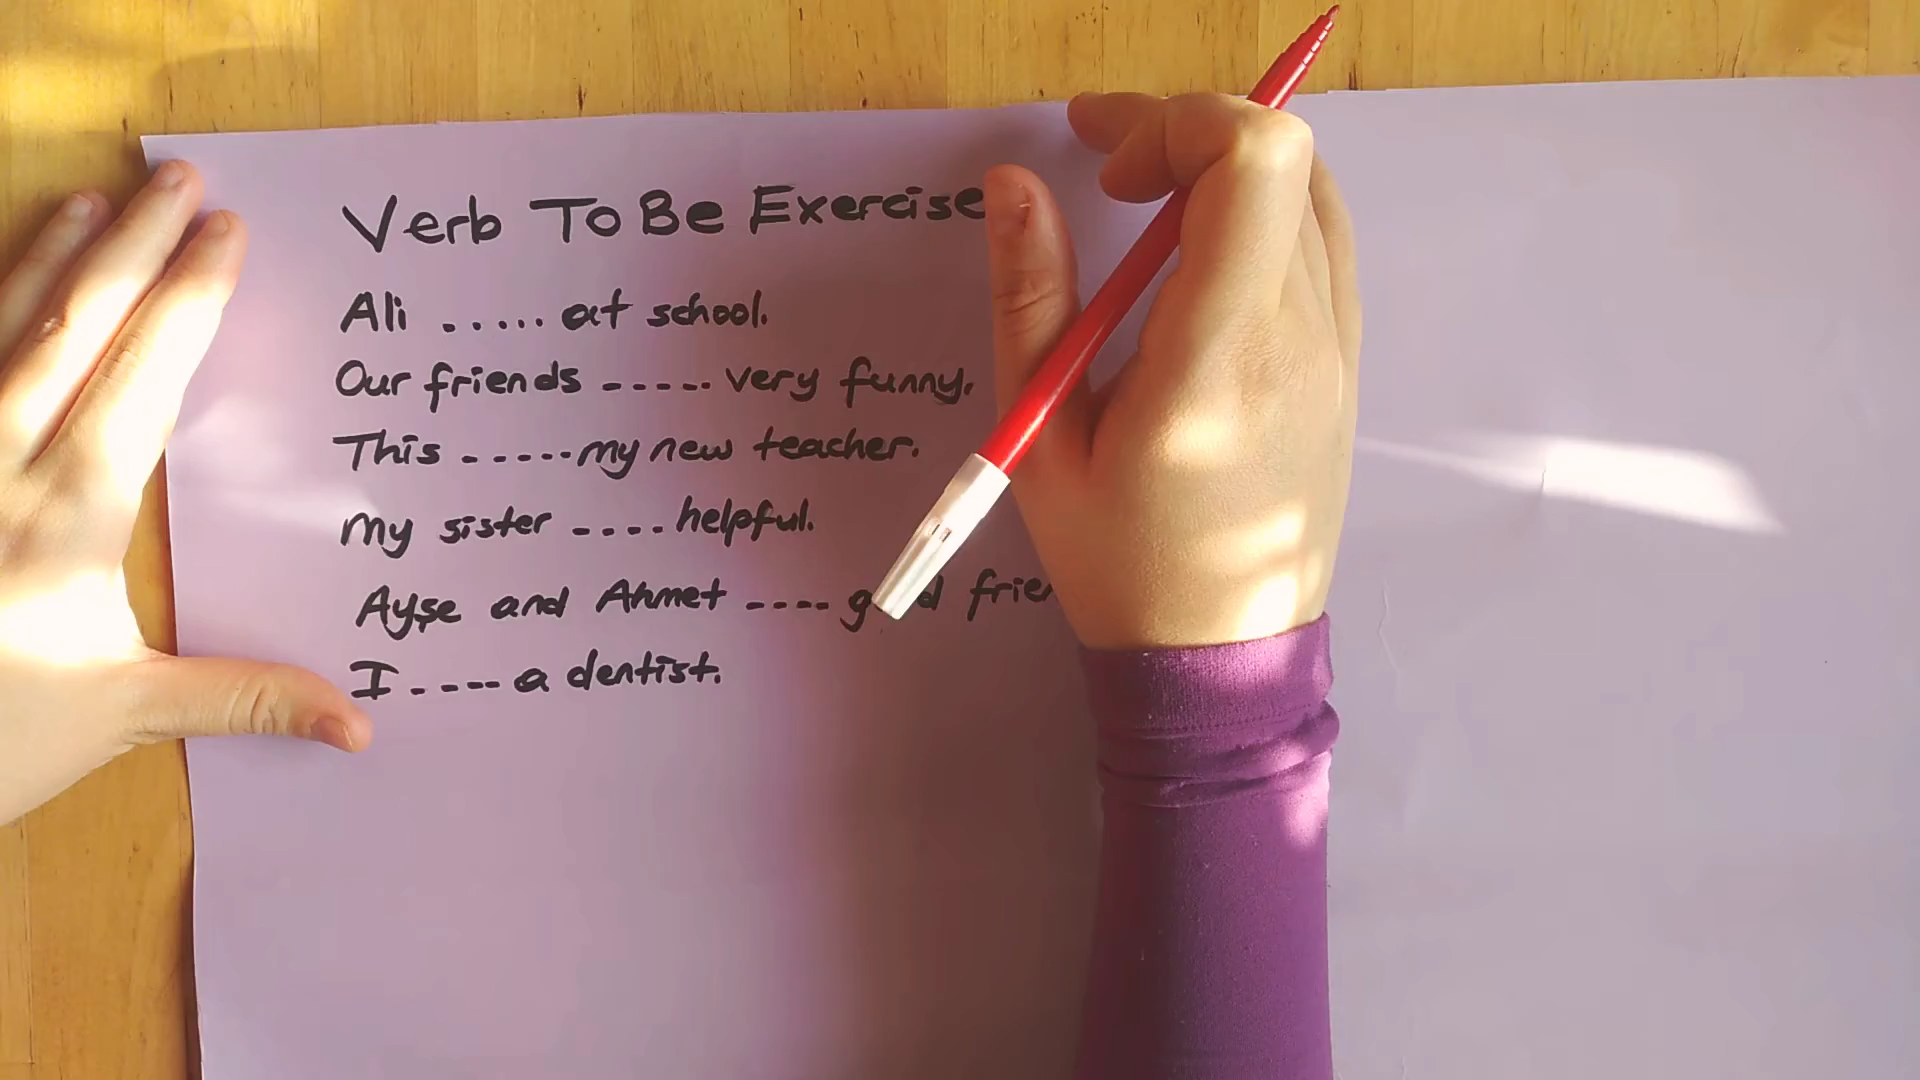 Verb To Be Exercise
Ali ..... at school.
Our friends ----.. very funny.
This ----.. my new teacher.
My sister ---- helpful.
Ayşe and Ahmet ----
I ---- a dentist.